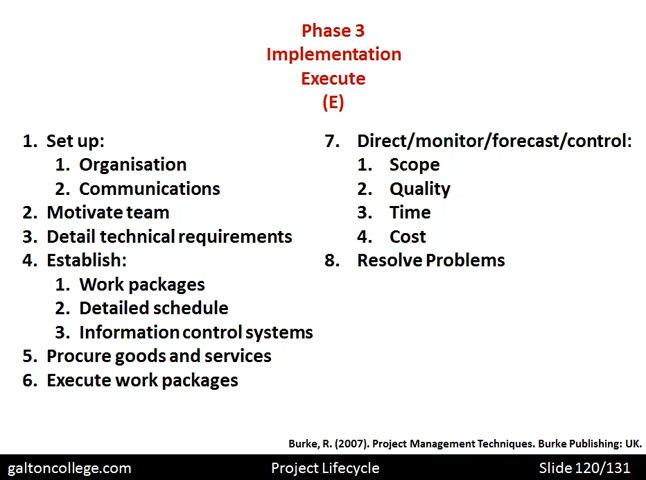 Phase 3
Implementation
Execute
(E)
1. Set up:
1. Organisation
2. Communications
2. Motivate team
3. Detail technical requirements
4. Establish:
1. Work packages
2. Detailed schedule
3. Information control systems
5. Procure goods and services
6. Execute work packages
7. Direct/monitor/forecast/control:
1. Scope
2. Quality
3. Time
4. Cost
8. Resolve Problems
Burke, R. (2007). Project Management Techniques. Burke Publishing: UK.
galtoncollege.com
Project Lifecycle
Slide 120/131